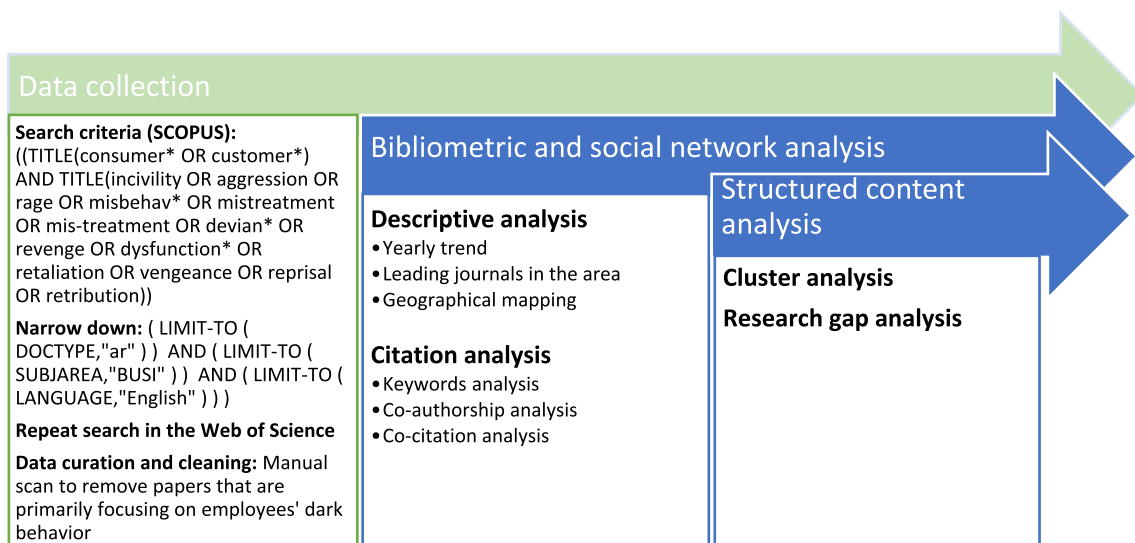 Data collection
Search criteria (SCOPUS):
((TITLE(consumer* OR customer*)
AND TITLE(incivility OR aggression OR
rage OR misbehav* OR mistreatment
OR mis-treatment OR devian* OR
revenge OR dysfunction* OR
retaliation OR vengeance OR reprisal
OR retribution))
Narrow down: ( LIMIT-TO (
DOCTYPE,"ar" ) ) AND ( LIMIT-TO (
SUBJAREA,"BUSI" ) ) AND ( LIMIT-TO (
LANGUAGE,"English" ) ) )
Repeat search in the Web of Science
Data curation and cleaning: Manual
scan to remove papers that are
primarily focusing on employees' dark
behavior
Bibliometric and social network analysis
Descriptive analysis
•Yearly trend
•Leading journals in the area
•Geographical mapping
Citation analysis
•Keywords analysis
•Co-authorship analysis
•Co-citation analysis
Structured content
analysis
Cluster analysis
Research gap analysis